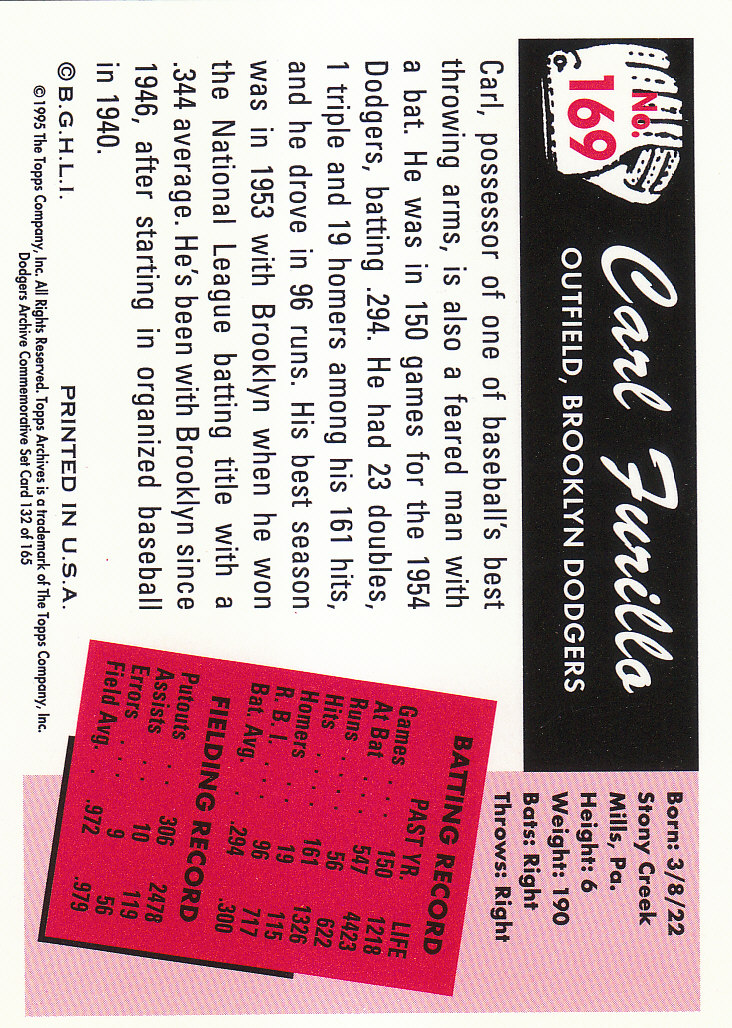 No.
169
Carl Furillo
OUTFIELD, BROOKLYN DODGERS
Born: 3/8/22
Stony Creek
Mills, Pa.
Height: 6
Weight: 190
Bats: Right
Throws: Right
Carl, possessor of one of baseball's best
throwing arms, is also a feared man with
a bat. He was in 150 games for the 1954
Dodgers, batting .294. He had 23 doubles,
1 triple and 19 homers among his 161 hits,
and he drove in 96 runs. His best season
was in 1953 with Brooklyn when he won
the National League batting title with a
.344 average. He's been with Brooklyn since
1946, after starting in organized baseball
in 1940.
BATTING RECORD
PAST YR. LIFE
Games . . . 150 1218
At Bat . . . 547 4423
Runs . . . . 56 622
Hits . . . . 161 1326
Homers . . . 19 115
R. B. I. . . . 96 717
Bat. Avg. . . .294 .300
FIELDING RECORD
Putouts . . 306 2478
Assists . . 10 119
Errors . . . 9 56
Field Avg. . .972 .979
© B.G.H.L.I. PRINTED IN U.S.A.
©1995 The Topps Company, Inc. All Rights Reserved. Topps Archives is a trademark of The Topps Company, Inc.
Dodgers Archive Commemorative Set Card 132 of 165